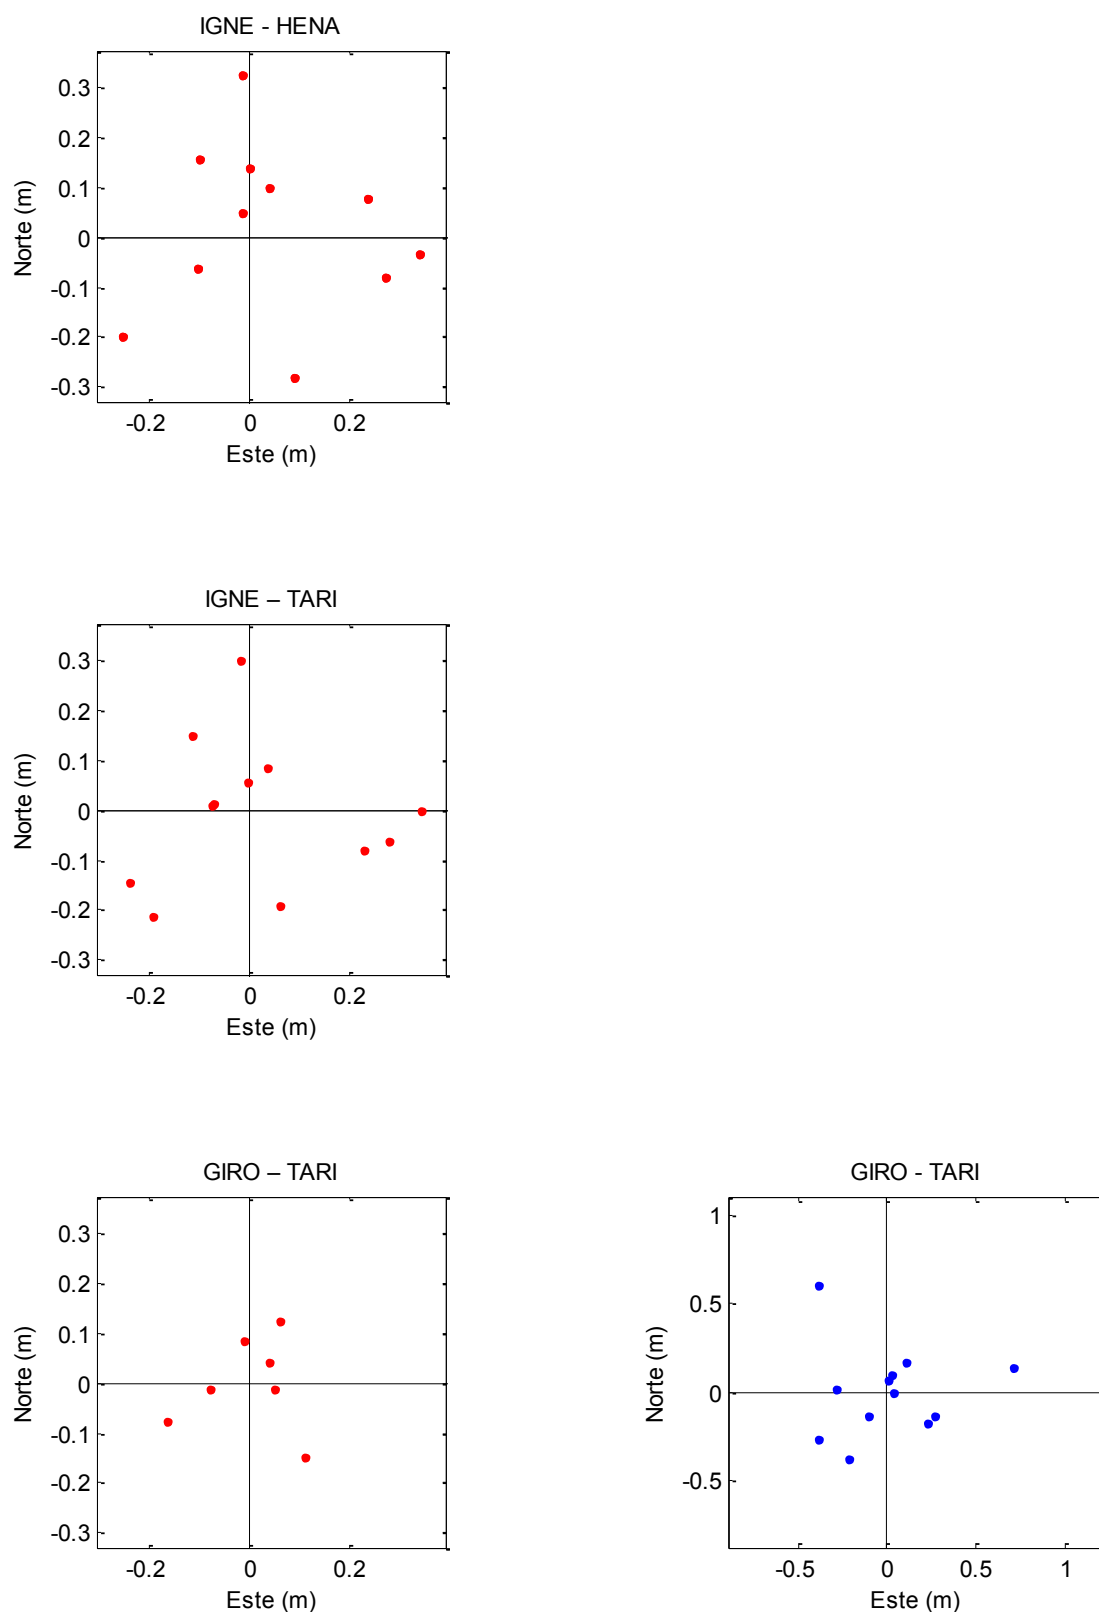 IGNE - HENA
0.3
0.2
0.1
0
-0.1
-0.2
-0.3
Norte (m)
-0.2 0 0.2
Este (m)
IGNE – TARI
0.3
0.2
0.1
0
-0.1
-0.2
-0.3
Norte (m)
-0.2 0 0.2
Este (m)
GIRO – TARI
0.3
0.2
0.1
0
-0.1
-0.2
-0.3
Norte (m)
-0.2 0 0.2
Este (m)
GIRO - TARI
1
0.5
0
-0.5
Norte (m)
-0.5 0 0.5 1
Este (m)